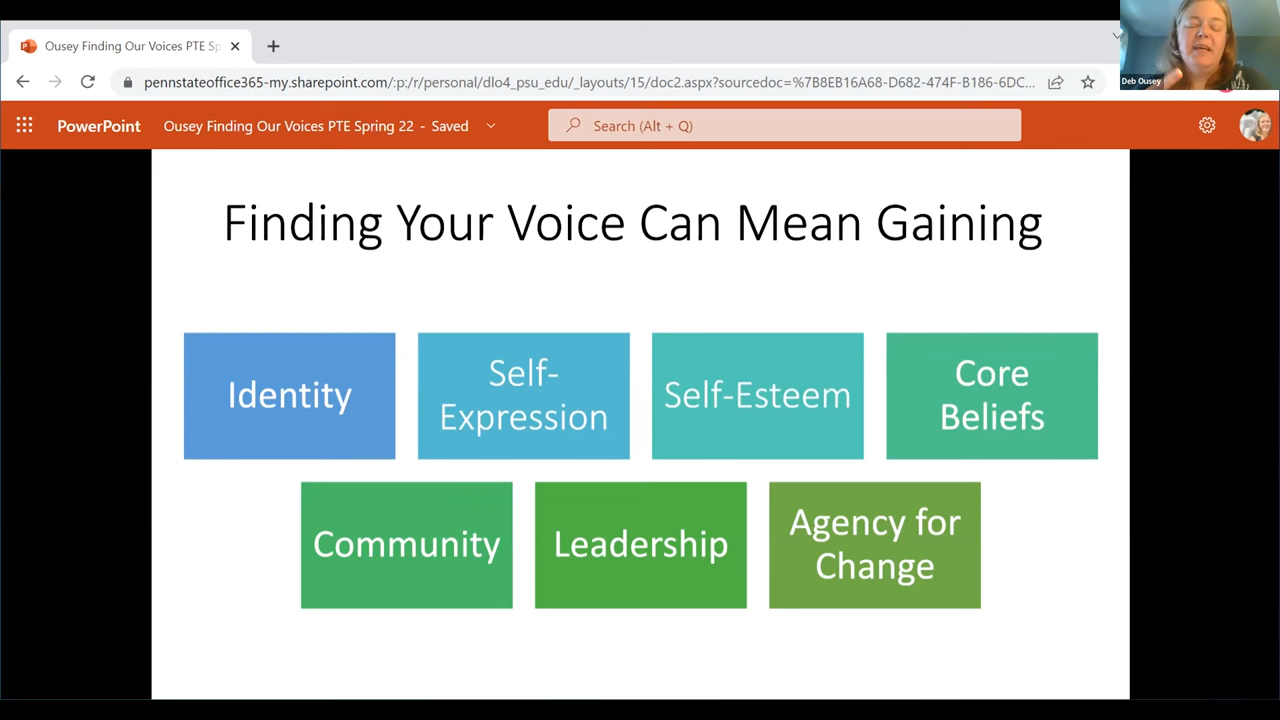 Ousey Finding Our Voices PTE Sp
pennstateoffice365-my.sharepoint.com/:p:/r/personal/dlo4_psu_edu/_layouts/15/doc2.aspx?sourcedoc=%7B8EB16A68-D682-474F-B186-6DC...
Deb Ousey
PowerPoint
Ousey Finding Our Voices PTE Spring 22 - Saved
Search (Alt + Q)
Finding Your Voice Can Mean Gaining
Identity
Self-
Expression
Self-Esteem
Core
Beliefs
Community
Leadership
Agency for
Change